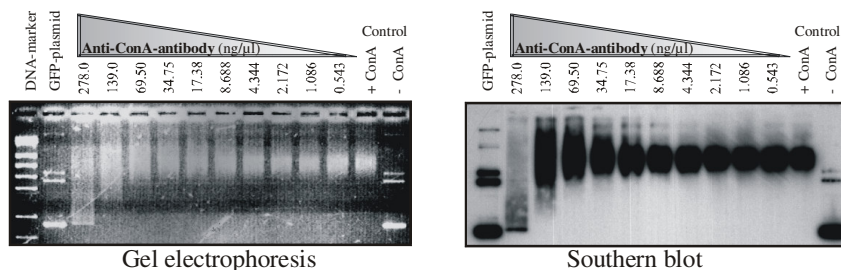 DNA-marker
GFP-plasmid
Anti-ConA-antibody (ng/µl)
278.0
139.0
69.50
34.75
17.38
8.688
4.344
2.172
1.086
0.543
Control
+ ConA
- ConA
Gel electrophoresis
GFP-plasmid
Anti-ConA-antibody (ng/µl)
278.0
139.0
69.50
34.75
17.38
8.688
4.344
2.172
1.086
0.543
Control
+ ConA
- ConA
Southern blot